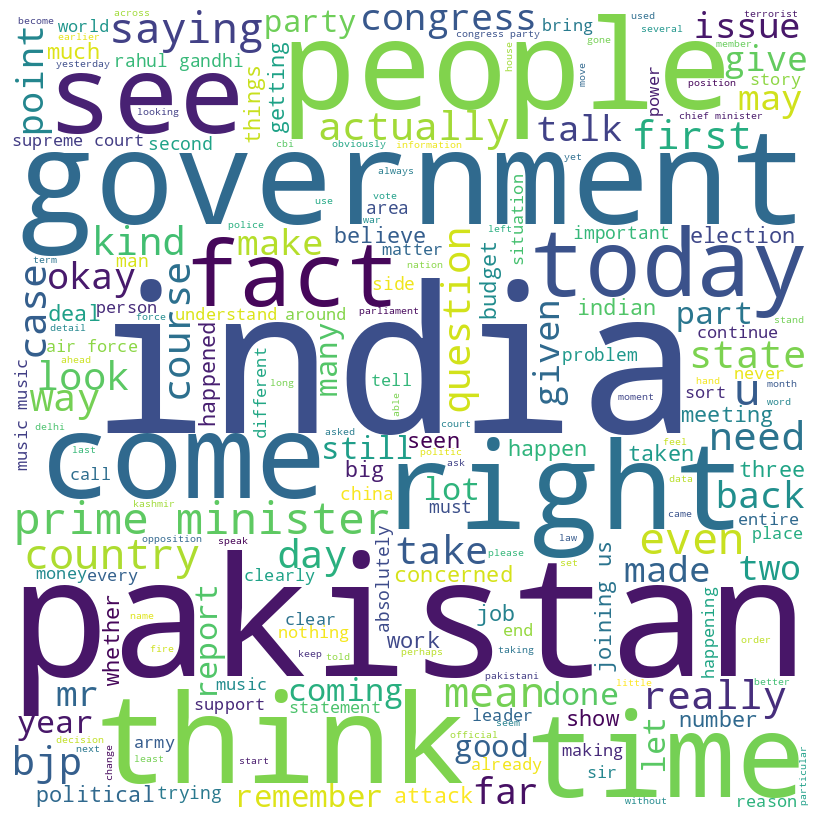 become
across
world
party
congress
bring
used
several
terrorist
earlier
saying
people
congress party
gone
member
issue
much
point
yesterday
rahul gandhi
getting
see
house
move
position
power
give
story
looking
things
may
actually
talk
first
chief minister
supreme court
second
cbi
obviously
information
yet
government
always
use
vote
war
area
left
situation
important
election
police
term
man
kind
make
believe
matter
today
case
okay
course
fact
side
nation
question
budget
deal
person
understand
around
parliament
given
indian
part
stand
detail
force
happened
many
india
continue
air force
look
problem
state
ahead
way
different
long
tell
able
moment
sort
never
hand
month
music music
u
meeting
word
delhi
come
asked
still
seen
court
right
happen
need
last
call
big
politic
ask
feel
taken
three
kashmir
china
lot
must
data
back
entire
prime minister
came
opposition
speak
absolutely
please
law
place
country
day
take
even
two
money
every
clearly
concerned
set
made
pakistan
whether
report
name
fire
clear
nothing
work
job
end
joining us
happening
order
keep
told
perhaps
taking
better
mr
music
coming
pakistani
mean
done
little
really
year
support
statement
think
leader
show
let
number
decision
next
army
seem
official
good
time
making
bjp
change
least
start
already
sir
reason
particular
political
trying
remember
attack
far
without